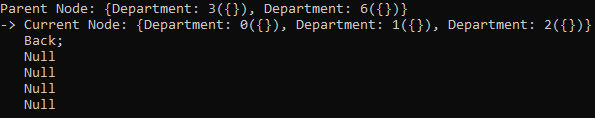 Parent Node: {Department: 3({}), Department: 6({})}
-> Current Node: {Department: 0({}), Department: 1({}), Department: 2({})}
Back;
Null
Null
Null
Null